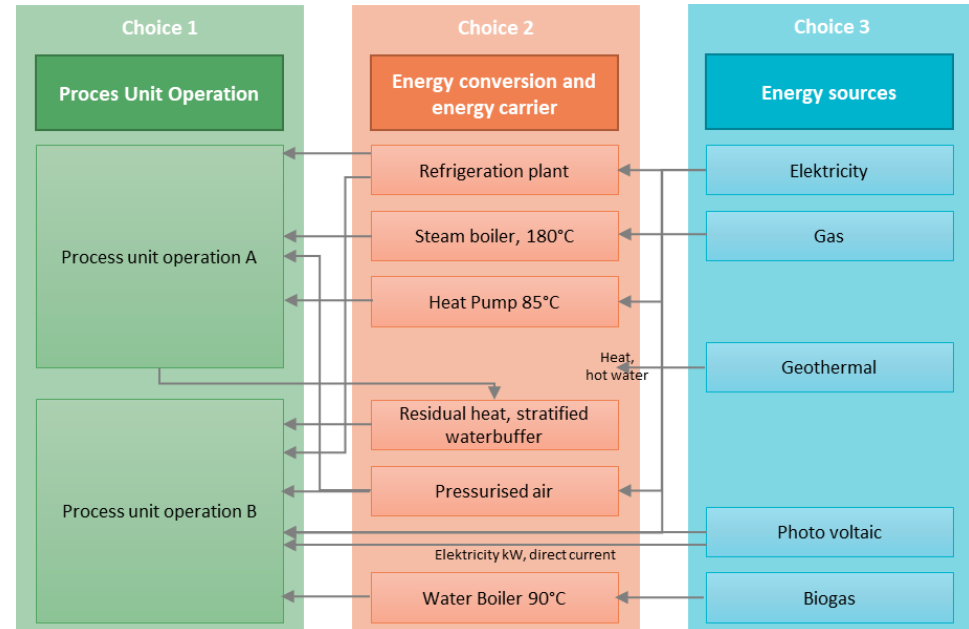 Choice 1
Choice 2
Choice 3
Proces Unit Operation
Energy conversion and
energy carrier
Energy sources
Refrigeration plant
Elektricity
Steam boiler, 180°C
Gas
Process unit operation A
Heat Pump 85°C
Heat,
hot water
Geothermal
Residual heat, stratified
waterbuffer
Pressurised air
Process unit operation B
Photo voltaic
Elektricity kW, direct current
Water Boiler 90°C
Biogas